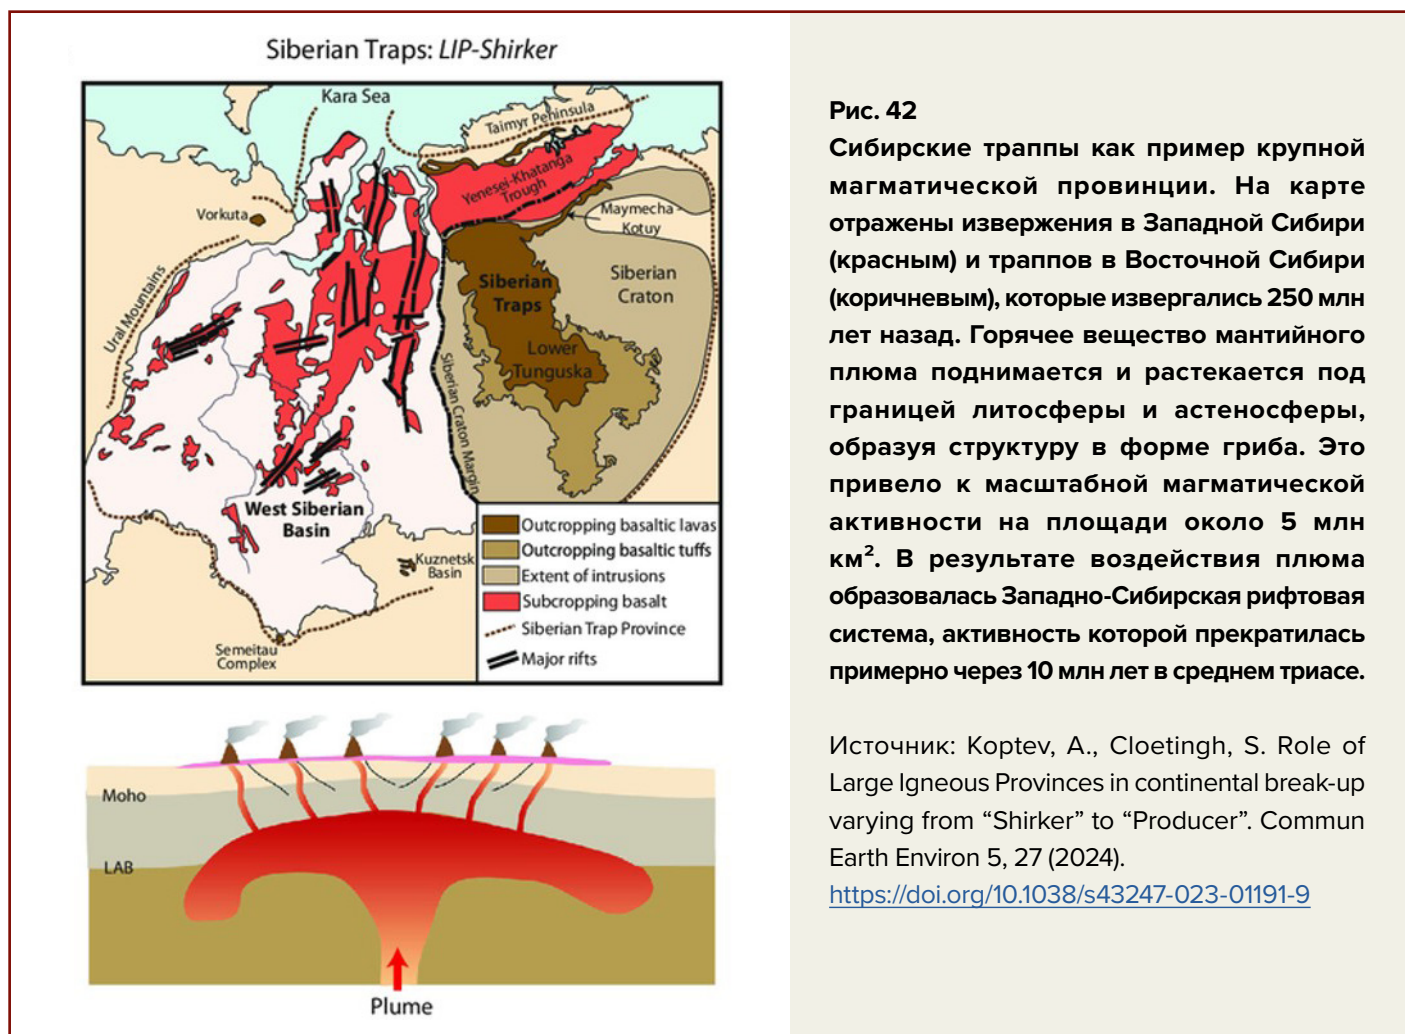 Siberian Traps: LIP-Shirker
Kara Sea
Taimyr Peninsula
Yenesei-Khatanga
Trough
Vorkuta
Maymecha-
Kotuy
Ural Mountains
Siberian
Traps
Siberian
Craton
Lower
Tunguska
Siberian Craton Margin
West Siberian
Basin
Kuznetsk
Basin
Semeitau
Complex
Outcropping basaltic lavas
Outcropping basaltic tuffs
Extent of intrusions
Subcropping basalt
Siberian Trap Province
Major rifts
Moho
LAB
Plume
Рис. 42
Сибирские траппы как пример крупной
магматической провинции. На карте
отражены извержения в Западной Сибири
(красным) и траппов в Восточной Сибири
(коричневым), которые извергались 250 млн
лет назад. Горячее вещество мантийного
плюма поднимается и растекается под
границей литосферы и астеносферы,
образуя структуру в форме гриба. Это
привело к масштабной магматической
активности на площади около 5 млн
км². В результате воздействия плюма
образовалась Западно-Сибирская рифтовая
система, активность которой прекратилась
примерно через 10 млн лет в среднем триасе.
Источник: Koptev, A., Cloetingh, S. Role of
Large Igneous Provinces in continental break-up
varying from “Shirker” to “Producer”. Commun
Earth Environ 5, 27 (2024).
https://doi.org/10.1038/s43247-023-01191-9